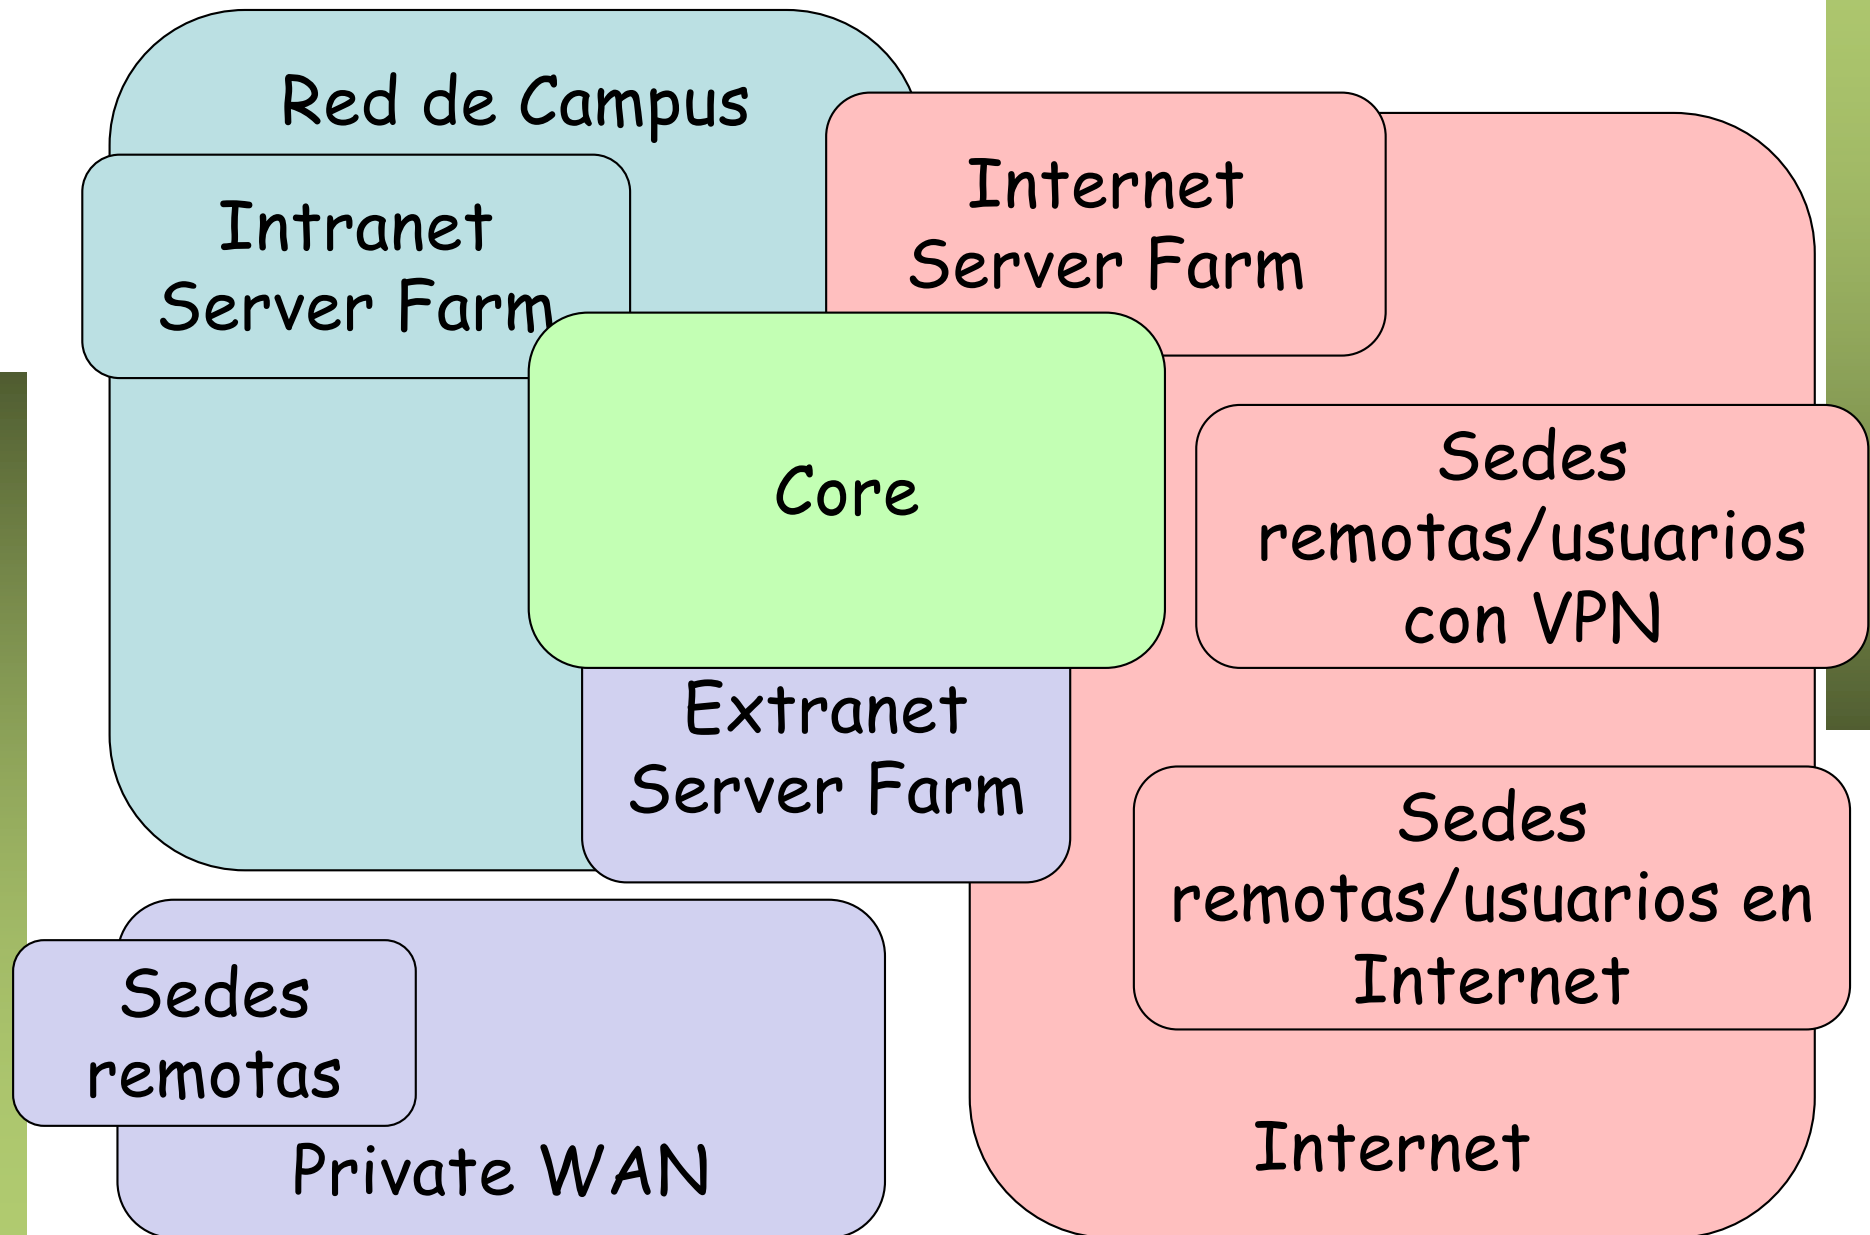 Red de Campus
Intranet
Server Farm
Internet
Server Farm
Core
Sedes
remotas/usuarios
con VPN
Extranet
Server Farm
Sedes
remotas/usuarios en
Internet
Sedes
remotas
Private WAN
Internet